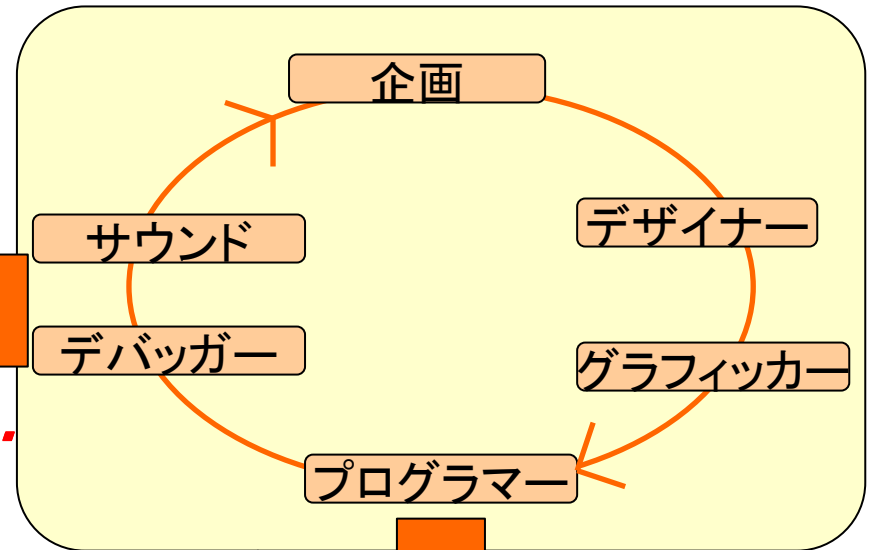 企画
デザイナー
サウンド
デバッガー
グラフィッカー
プログラマー